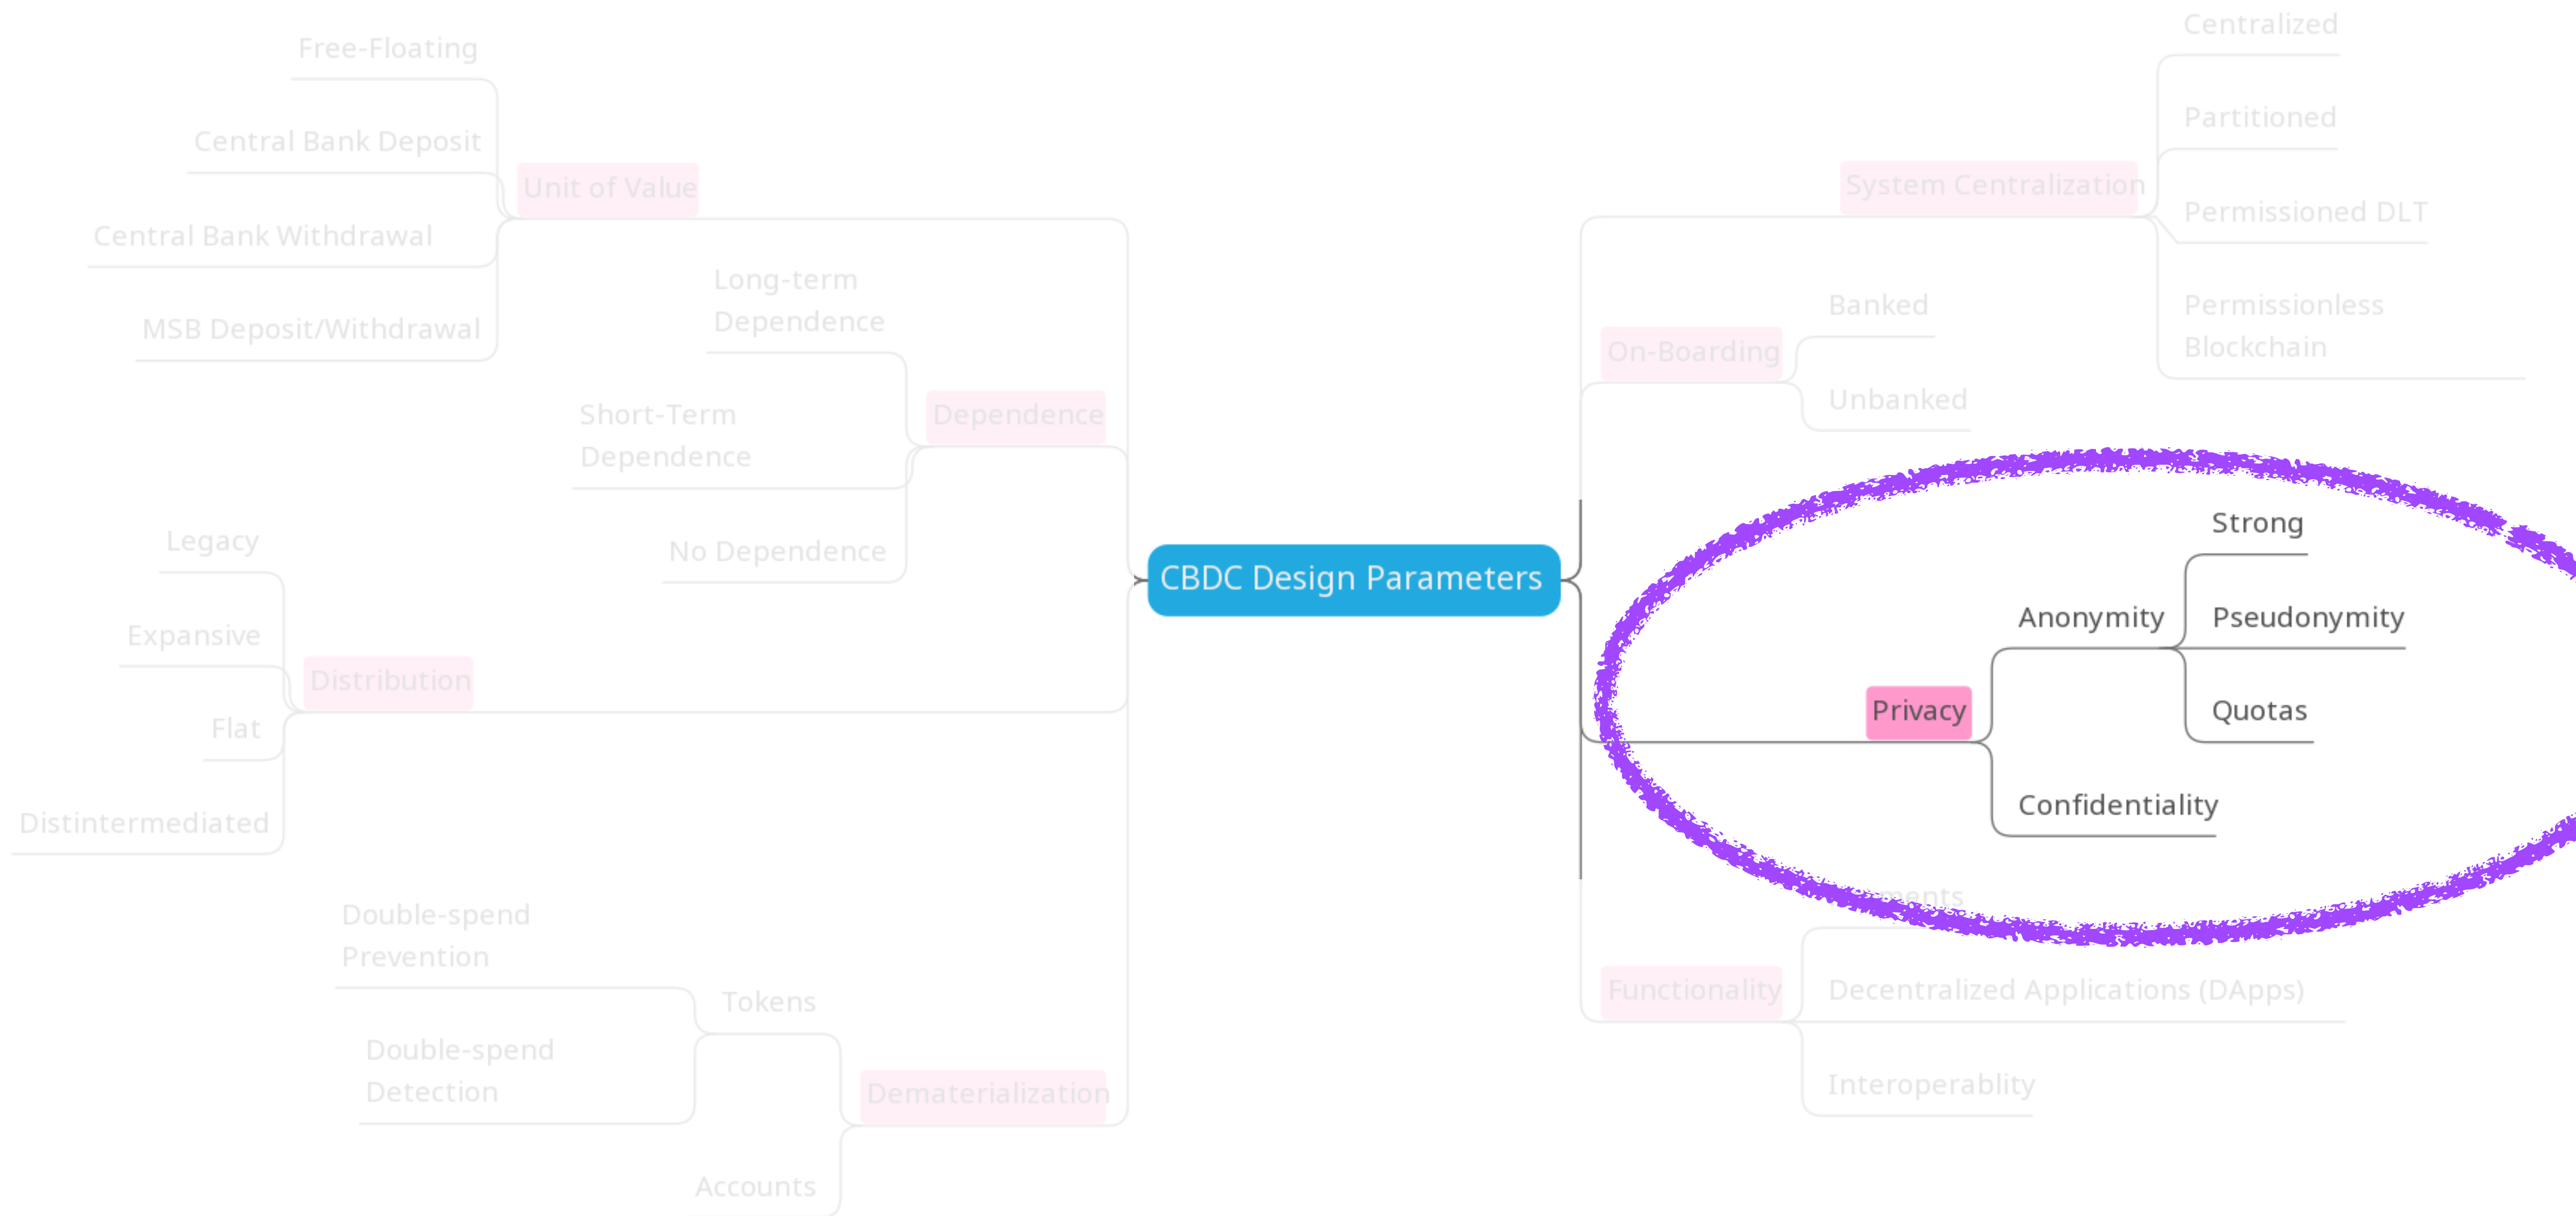 Free-Floating
Central Bank Deposit
Central Bank Withdrawal
MSB Deposit/Withdrawal
Unit of Value
Long-term
Dependence
Short-Term
Dependence
No Dependence
Dependence
Legacy
Expansive
Flat
Distintermediated
Distribution
Double-spend
Prevention
Double-spend
Detection
Tokens
Accounts
Dematerialization
CBDC Design Parameters
System Centralization
Centralized
Partitioned
Permissioned DLT
Permissionless
Blockchain
On-Boarding
Banked
Unbanked
Privacy
Anonymity
Strong
Pseudonymity
Quotas
Confidentiality
Functionality
Decentralized Applications (DApps)
Interoperablity